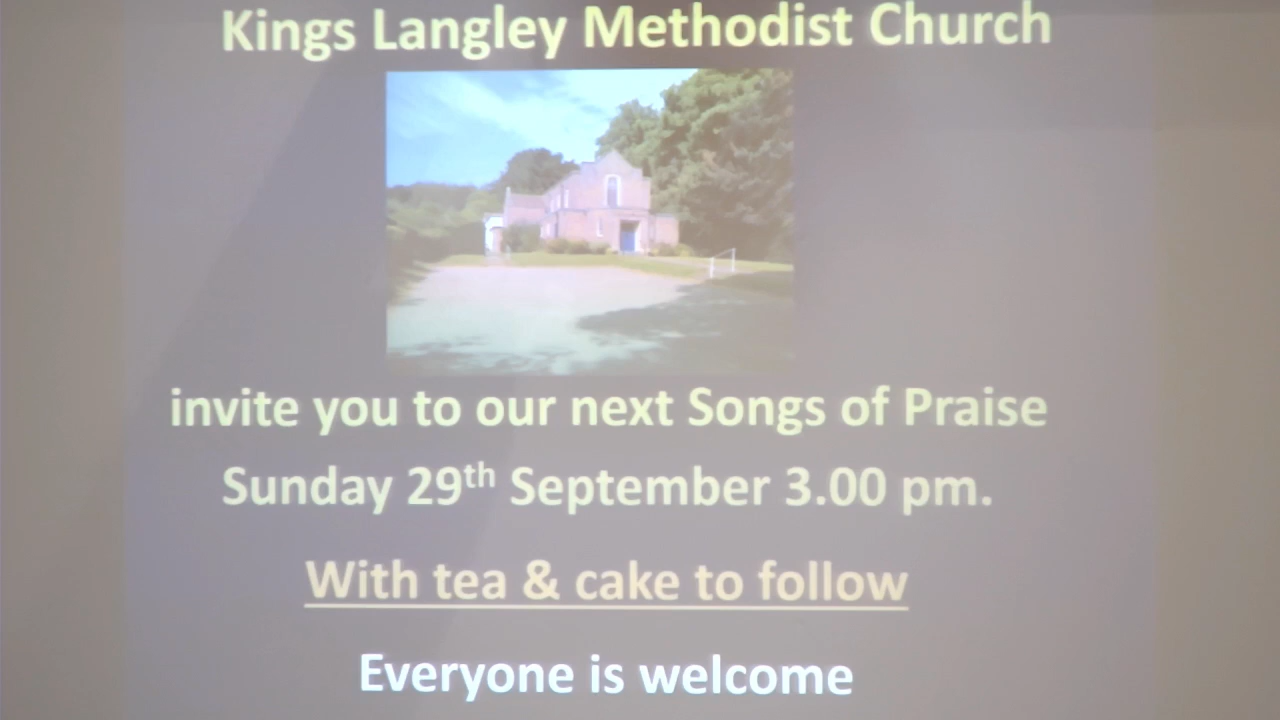 Kings Langley Methodist Church
invite you to our next Songs of Praise
Sunday 29th September 3.00 pm.
With tea & cake to follow
Everyone is welcome